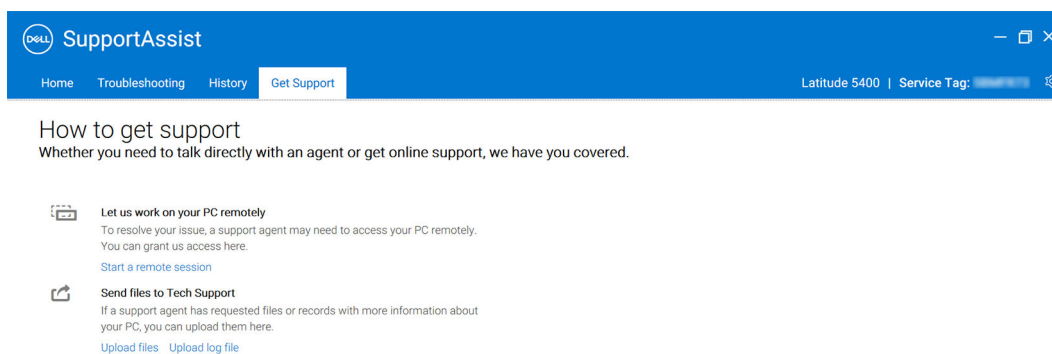 DELL SupportAssist
Home Troubleshooting History Get Support Latitude 5400 | Service Tag:
How to get support
Whether you need to talk directly with an agent or get online support, we have you covered.
Let us work on your PC remotely
To resolve your issue, a support agent may need to access your PC remotely.
You can grant us access here.
Start a remote session
Send files to Tech Support
If a support agent has requested files or records with more information about
your PC, you can upload them here.
Upload files Upload log file